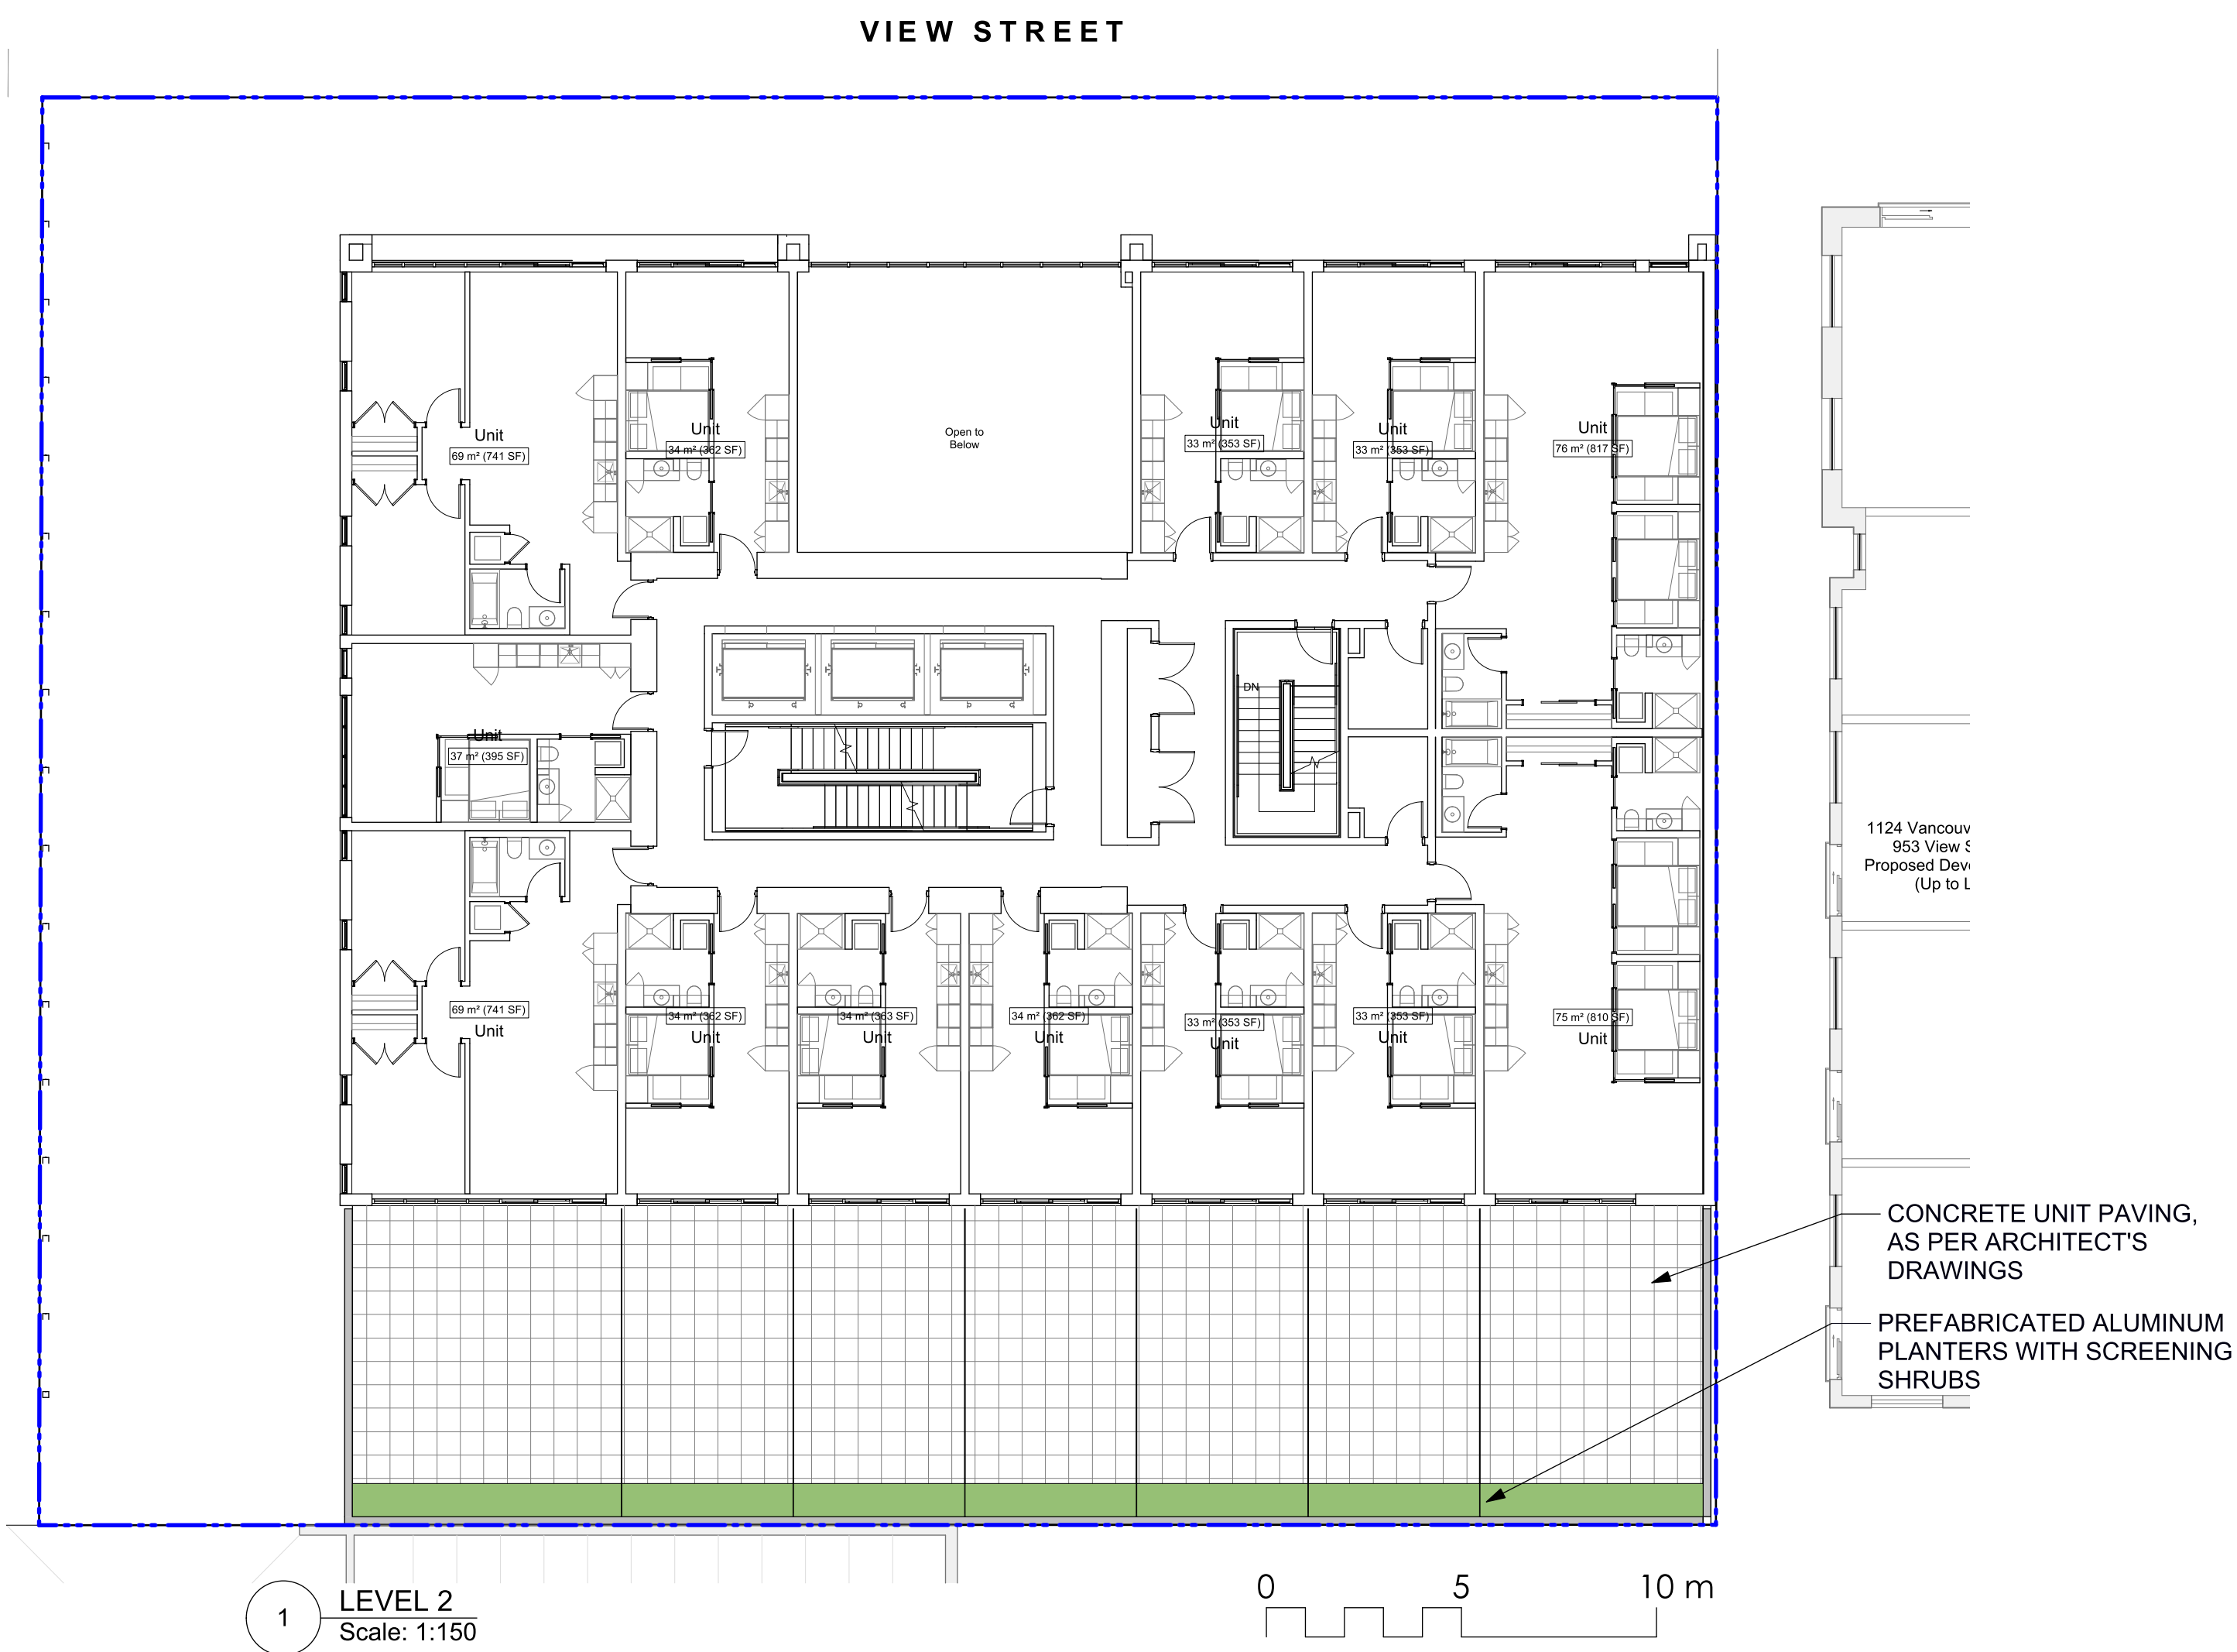 VIEW STREET
Unit
69 m² (741 SF)
Unit
34 m² (362 SF)
Open to
Below
Unit
33 m² (353 SF)
Unit
33 m² (353 SF)
Unit
76 m² (817 SF)
Unit
37 m² (395 SF)
DN
1124 Vancouv
953 View S
Proposed Deve
(Up to L
69 m² (741 SF)
Unit
34 m² (362 SF)
Unit
34 m² (363 SF)
Unit
34 m² (362 SF)
Unit
33 m² (353 SF)
Unit
33 m² (353 SF)
Unit
75 m² (810 SF)
Unit
CONCRETE UNIT PAVING,
AS PER ARCHITECT'S
DRAWINGS
PREFABRICATED ALUMINUM
PLANTERS WITH SCREENING
SHRUBS
1
LEVEL 2
Scale: 1:150
0 5 10 m